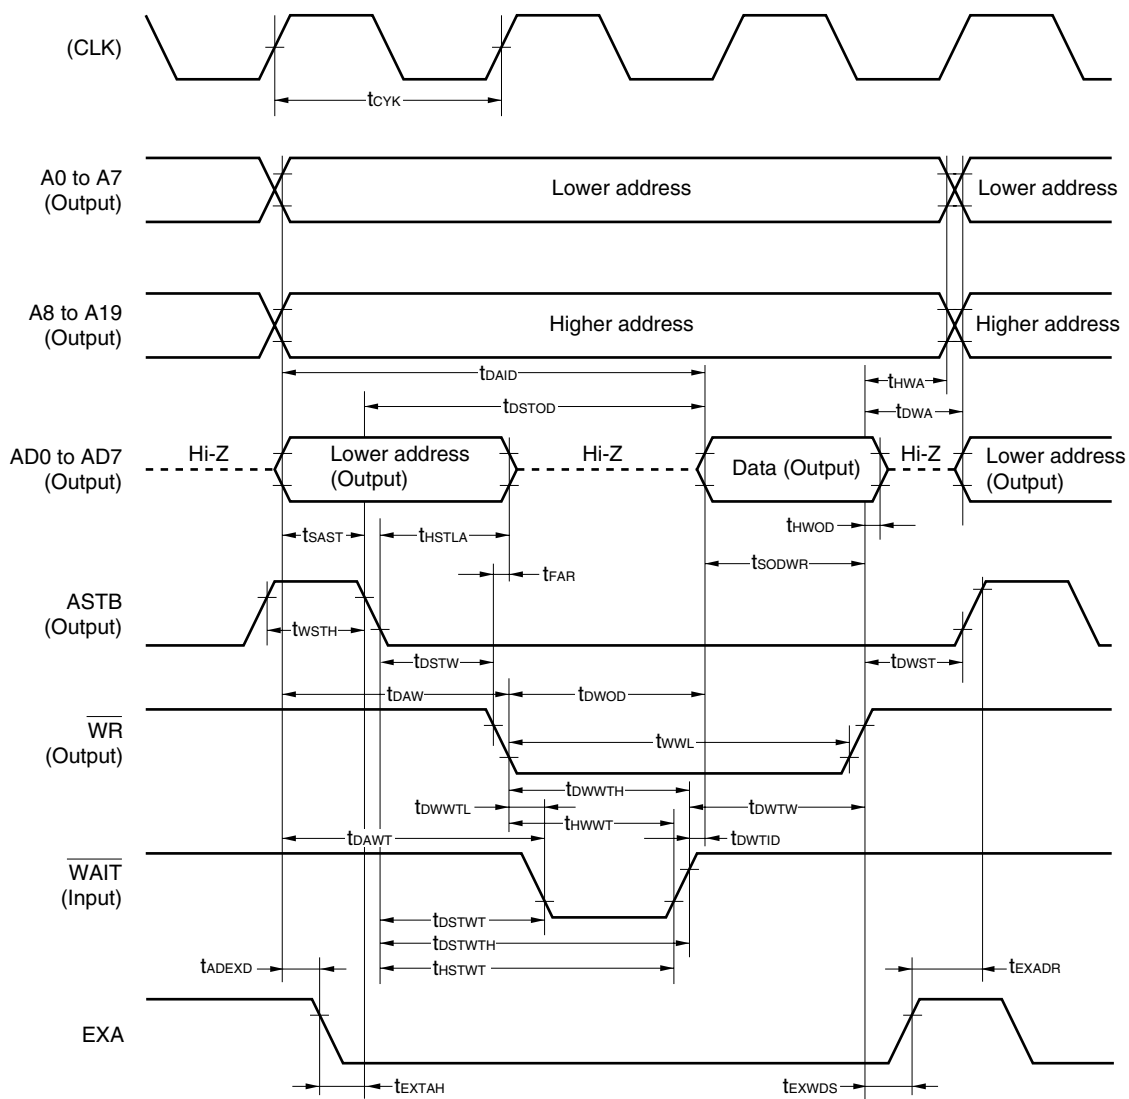 (CLK)
tCYK
A0 to A7
(Output)
Lower address
Lower address
A8 to A19
(Output)
Higher address
Higher address
tDAID
tHWA
tDSTOD
tDWA
AD0 to AD7
(Output)
Hi-Z
Lower address
(Output)
Hi-Z
Data (Output)
Hi-Z
Lower address
(Output)
tSAST
tHSTLA
tHWOD
tFAR
tSODWR
ASTB
(Output)
tWSTH
tDSTW
tDWST
tDAW
tDWOD
WR
(Output)
tWWL
tDWWTH
tDWWTL
tDWTW
tHWWT
tDAWT
tDWTID
WAIT
(Input)
tDSTWT
tDSTWTH
tADEXD
tHSTWT
tEXADR
EXA
tEXTAH
tEXWDS